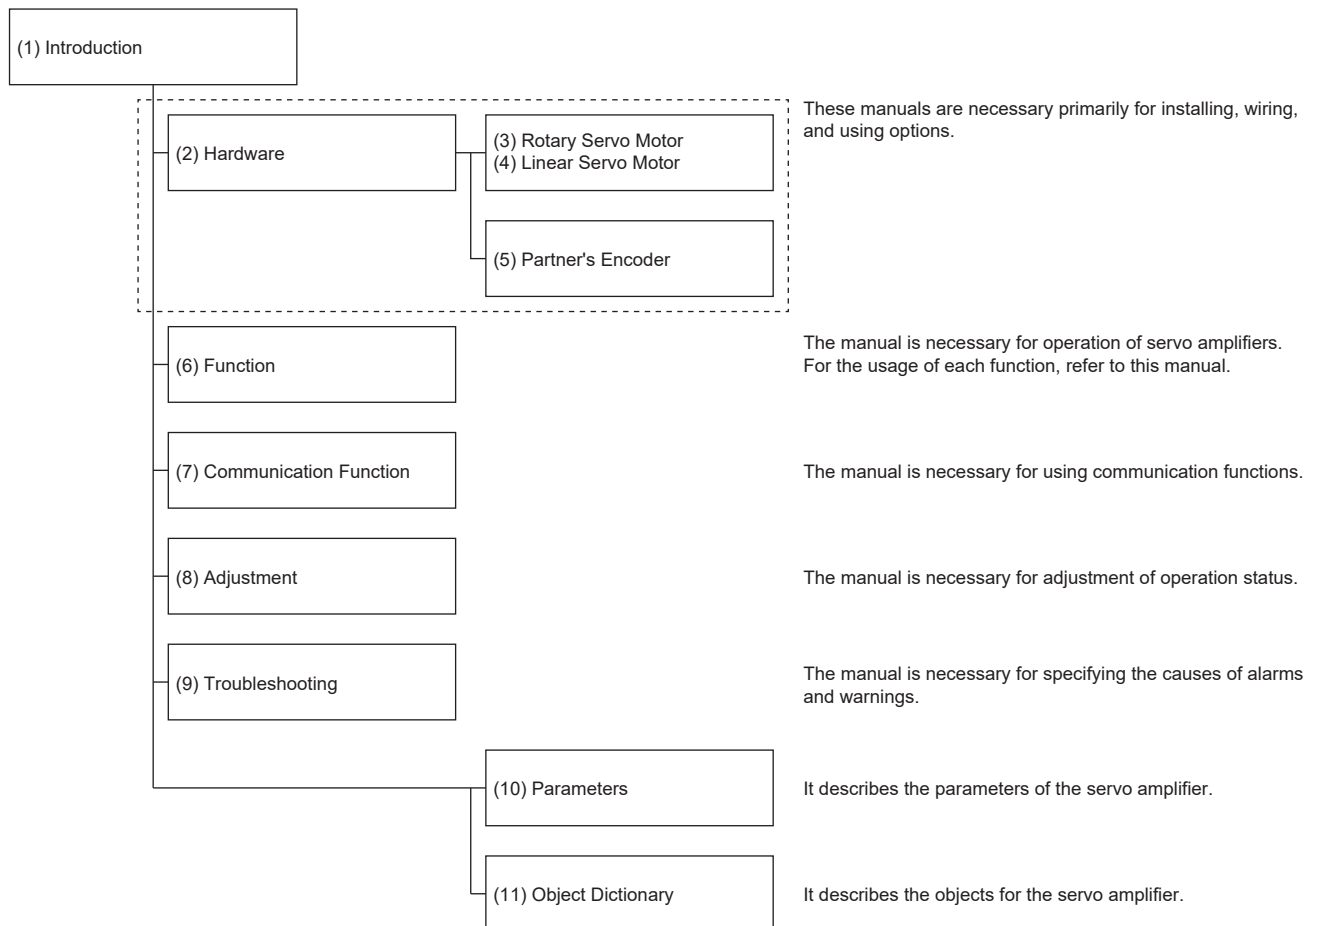 (1) Introduction
These manuals are necessary primarily for installing, wiring,
and using options.
(2) Hardware
(3) Rotary Servo Motor
(4) Linear Servo Motor
(5) Partner's Encoder
(6) Function
The manual is necessary for operation of servo amplifiers.
For the usage of each function, refer to this manual.
(7) Communication Function
The manual is necessary for using communication functions.
(8) Adjustment
The manual is necessary for adjustment of operation status.
(9) Troubleshooting
The manual is necessary for specifying the causes of alarms
and warnings.
(10) Parameters
It describes the parameters of the servo amplifier.
(11) Object Dictionary
It describes the objects for the servo amplifier.